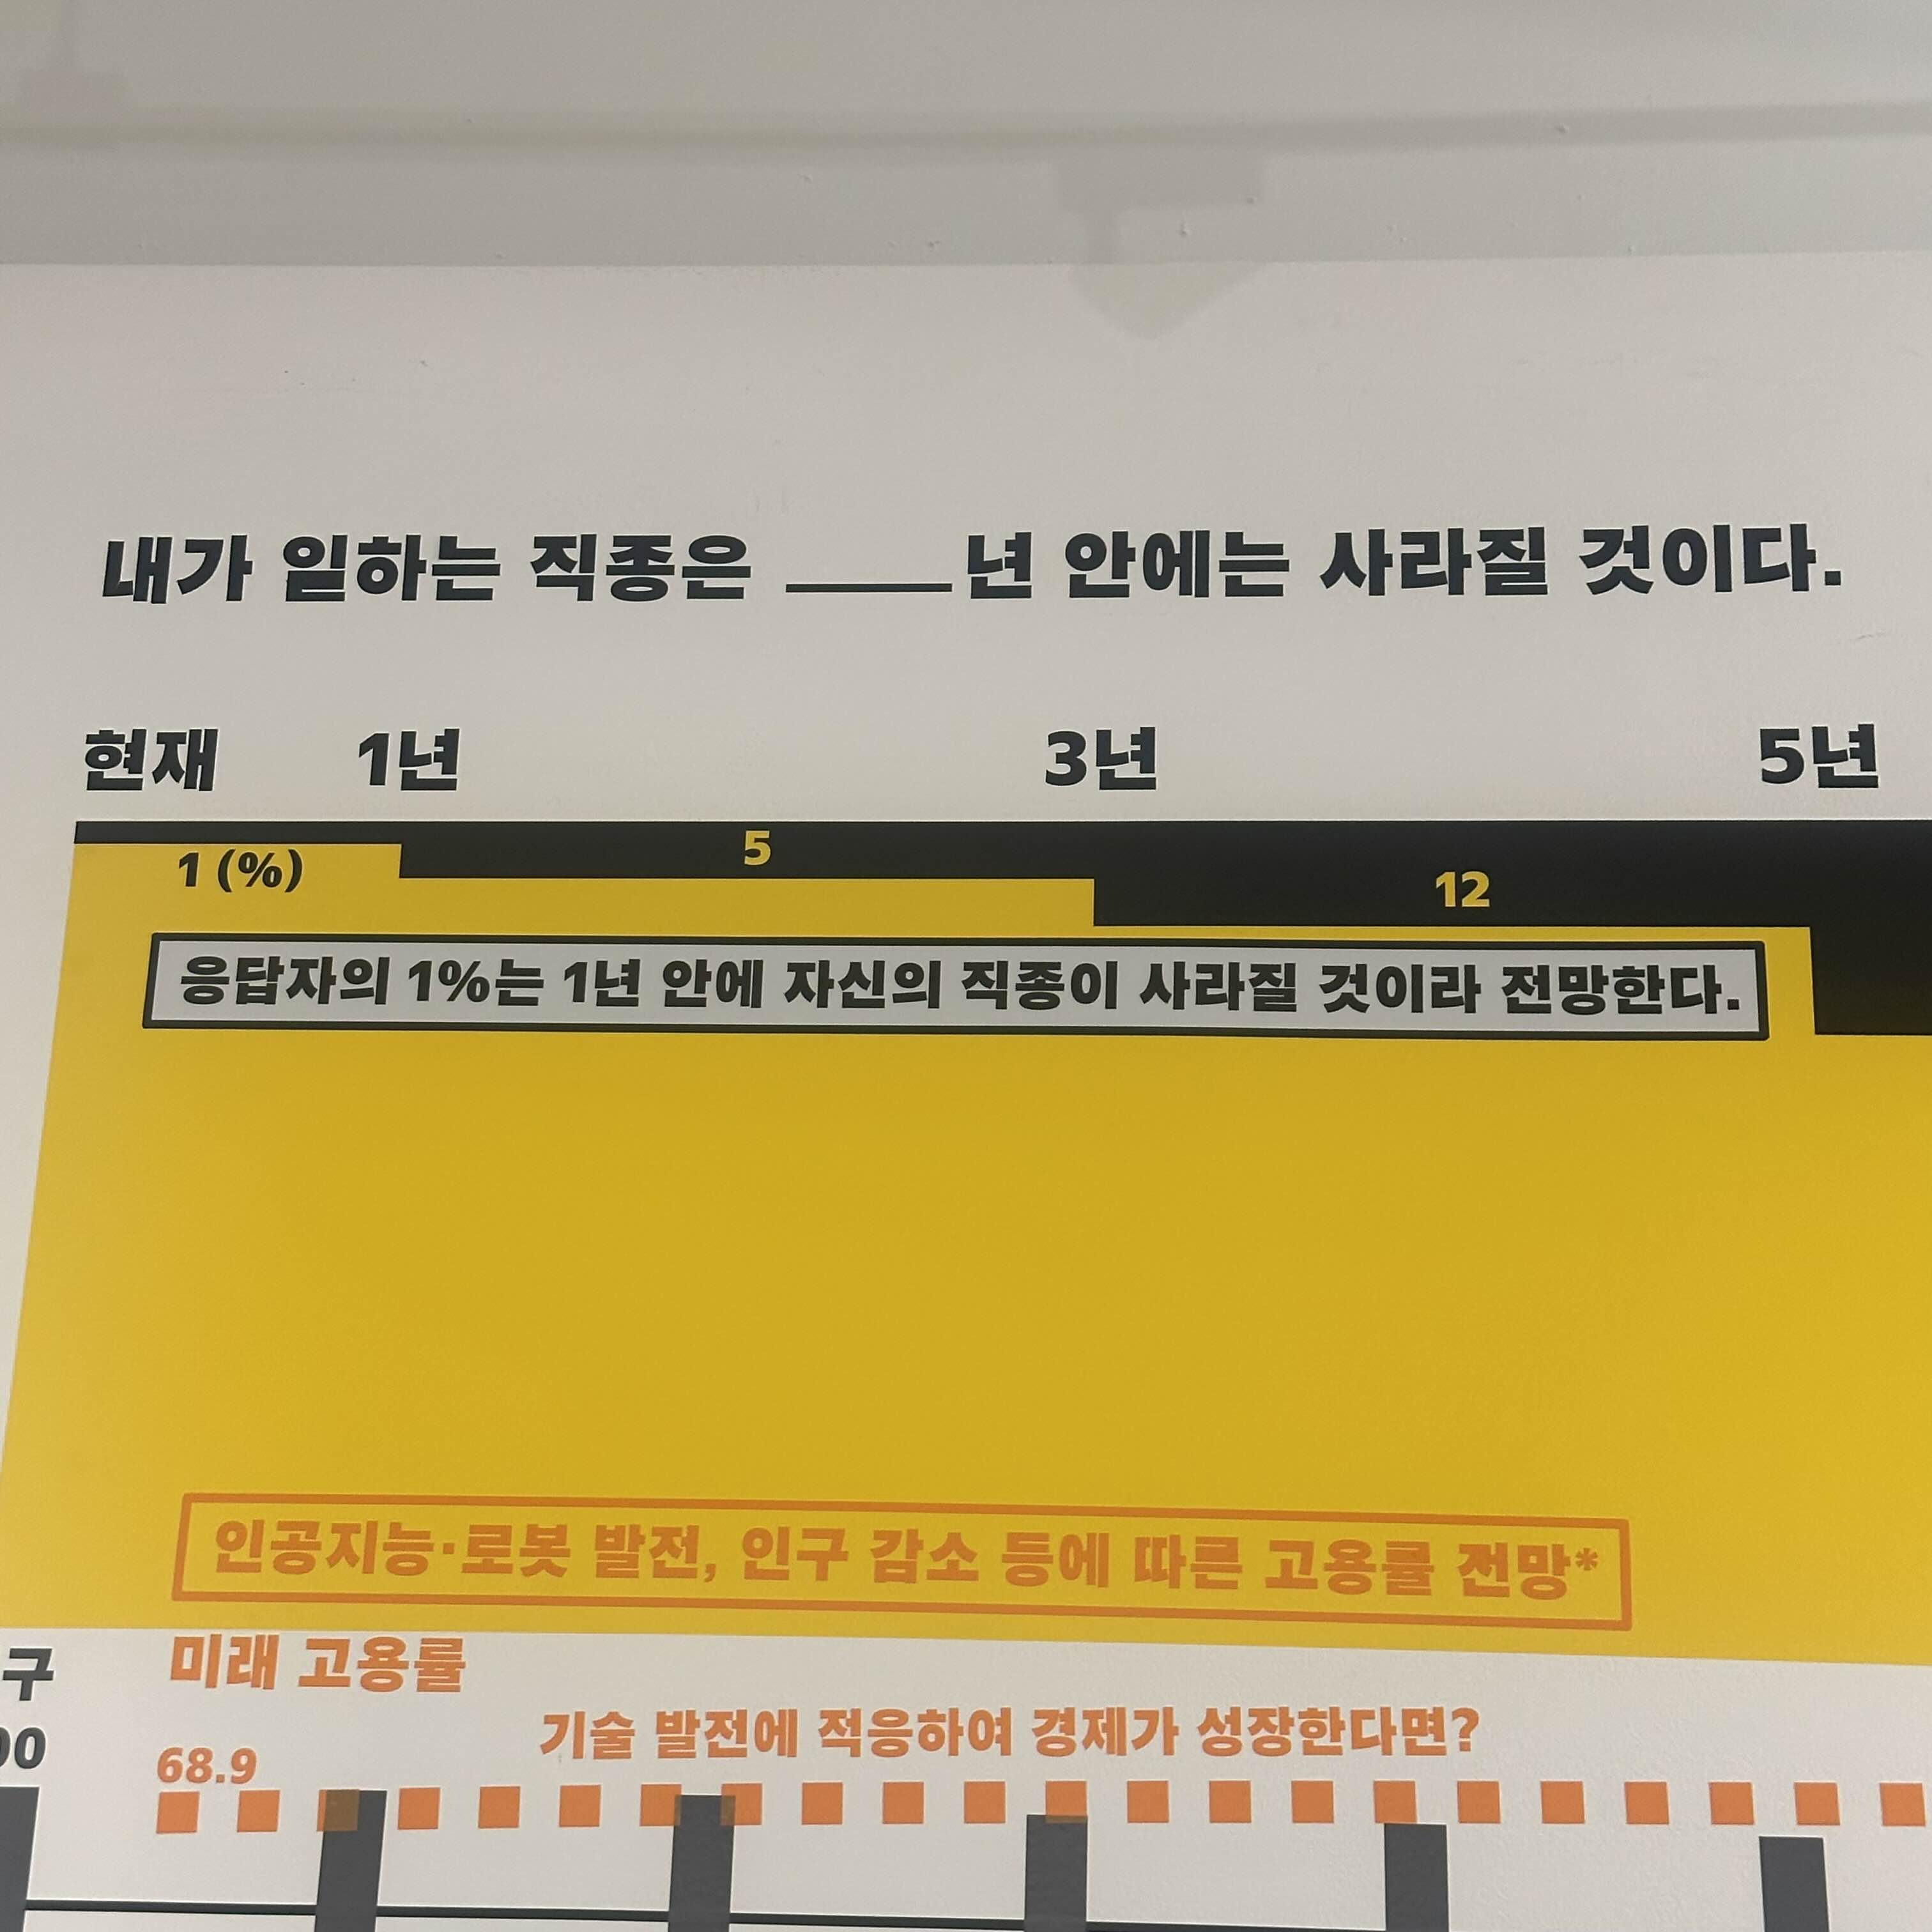 내가 일하는 직종은 ____년 안에는 사라질 것이다.
현재 1년 3년 5년
1 (%) 5 12
응답자의 1%는 1년 안에 자신의 직종이 사라질 것이라 전망한다.
인공지능·로봇 발전, 인구 감소 등에 따른 고용률 전망*
미래 고용률
구
기술 발전에 적응하여 경제가 성장한다면?
68.9